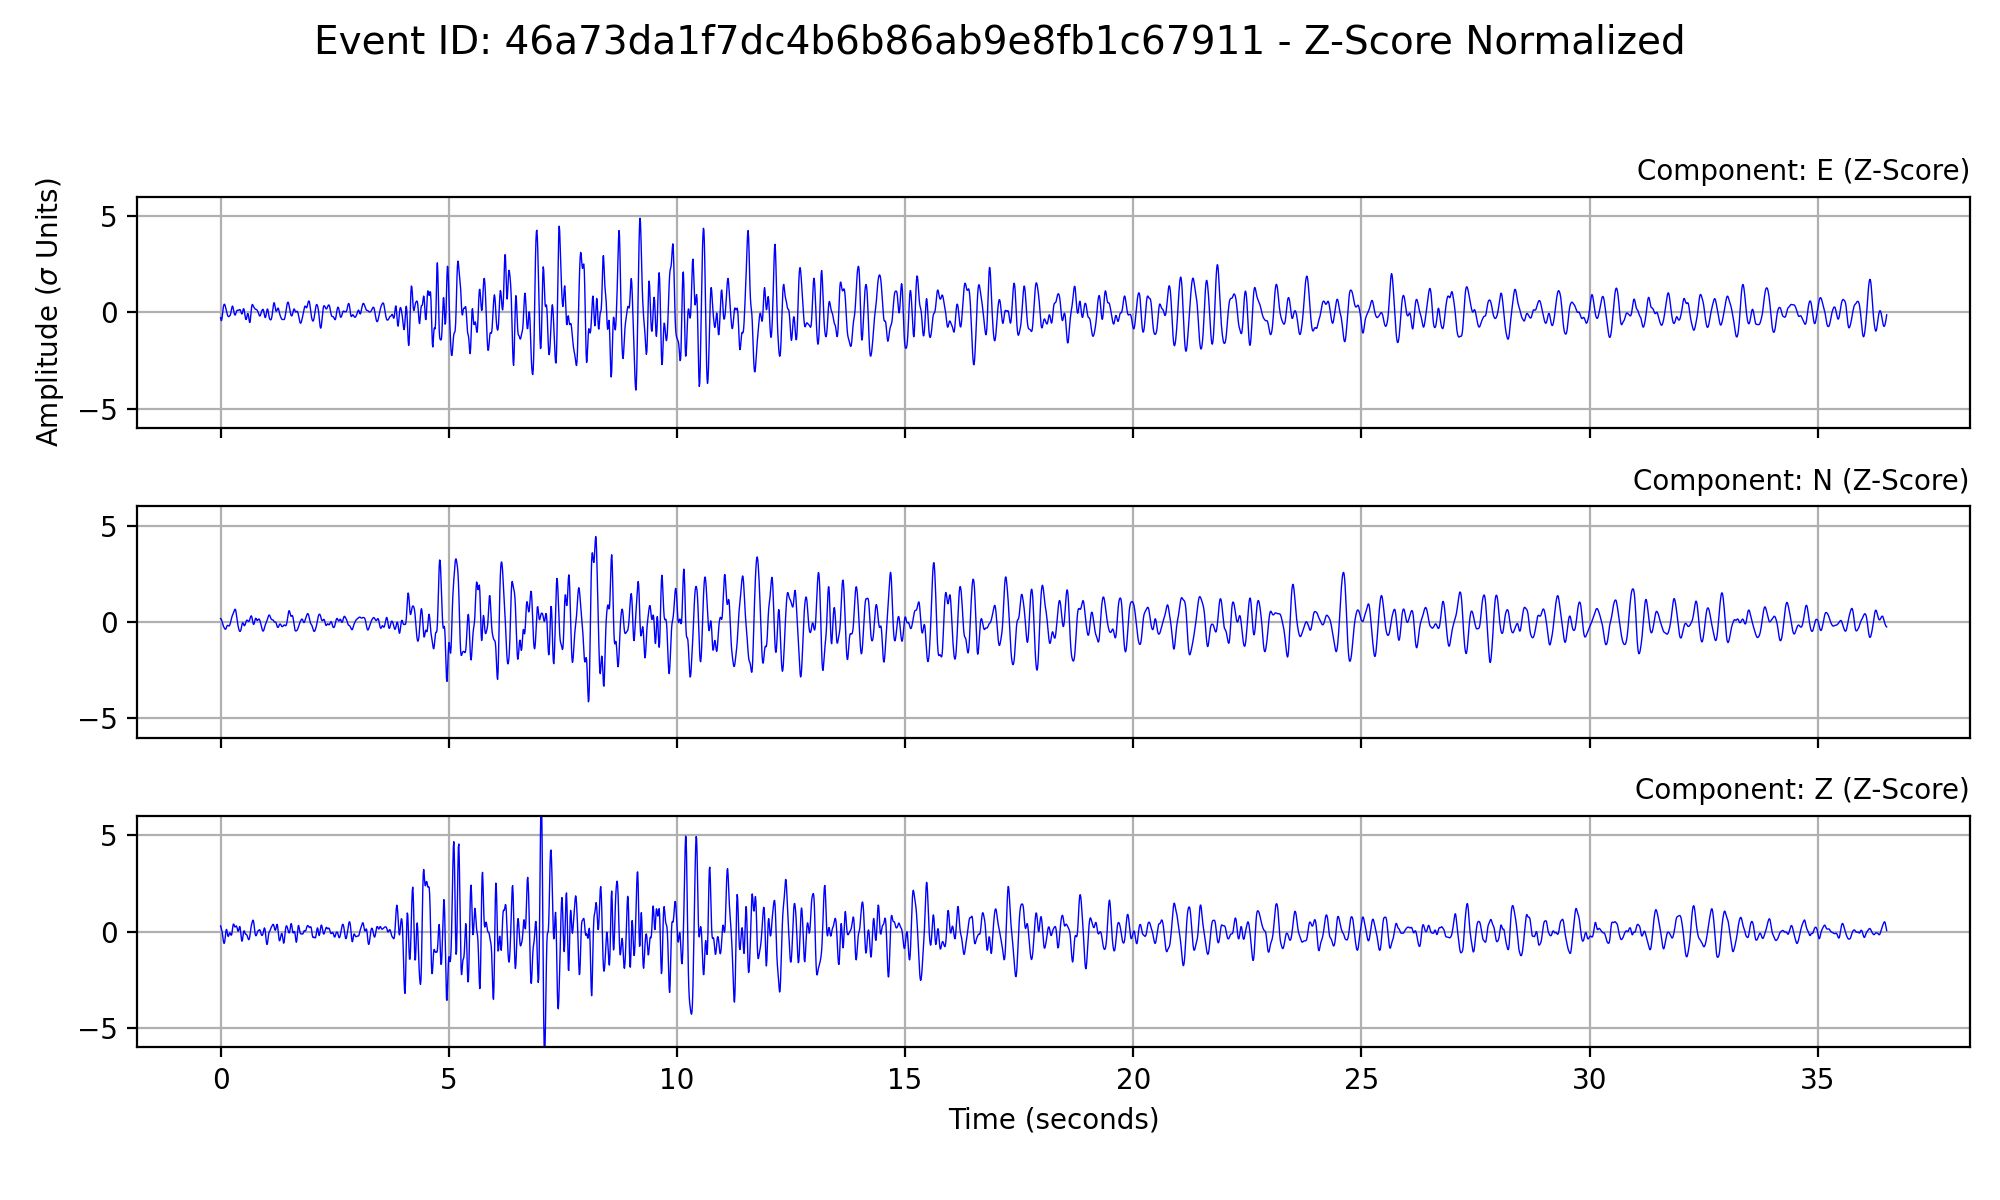 Event ID: 46a73da1f7dc4b6b86ab9e8fb1c67911 - Z-Score Normalized
Component: E (Z-Score)
Amplitude (σ Units)
5
0
−5
Component: N (Z-Score)
5
0
−5
Component: Z (Z-Score)
5
0
−5
0 5 10 15 20 25 30 35
Time (seconds)